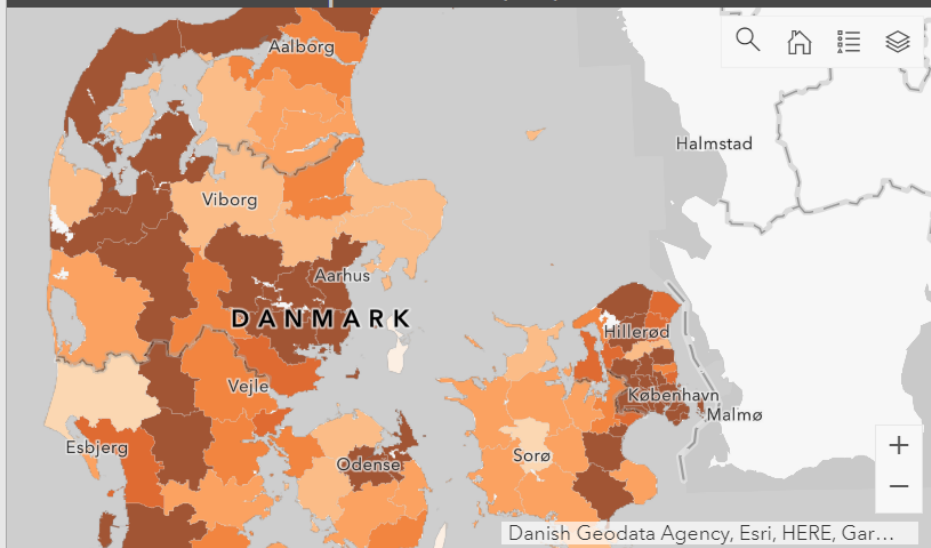 Aalborg
Halmstad
Viborg
Aarhus
DANMARK
Hillerød
Vejle
København
Malmø
Esbjerg
Odense
Sorø
+
−
Danish Geodata Agency, Esri, HERE, Gar...